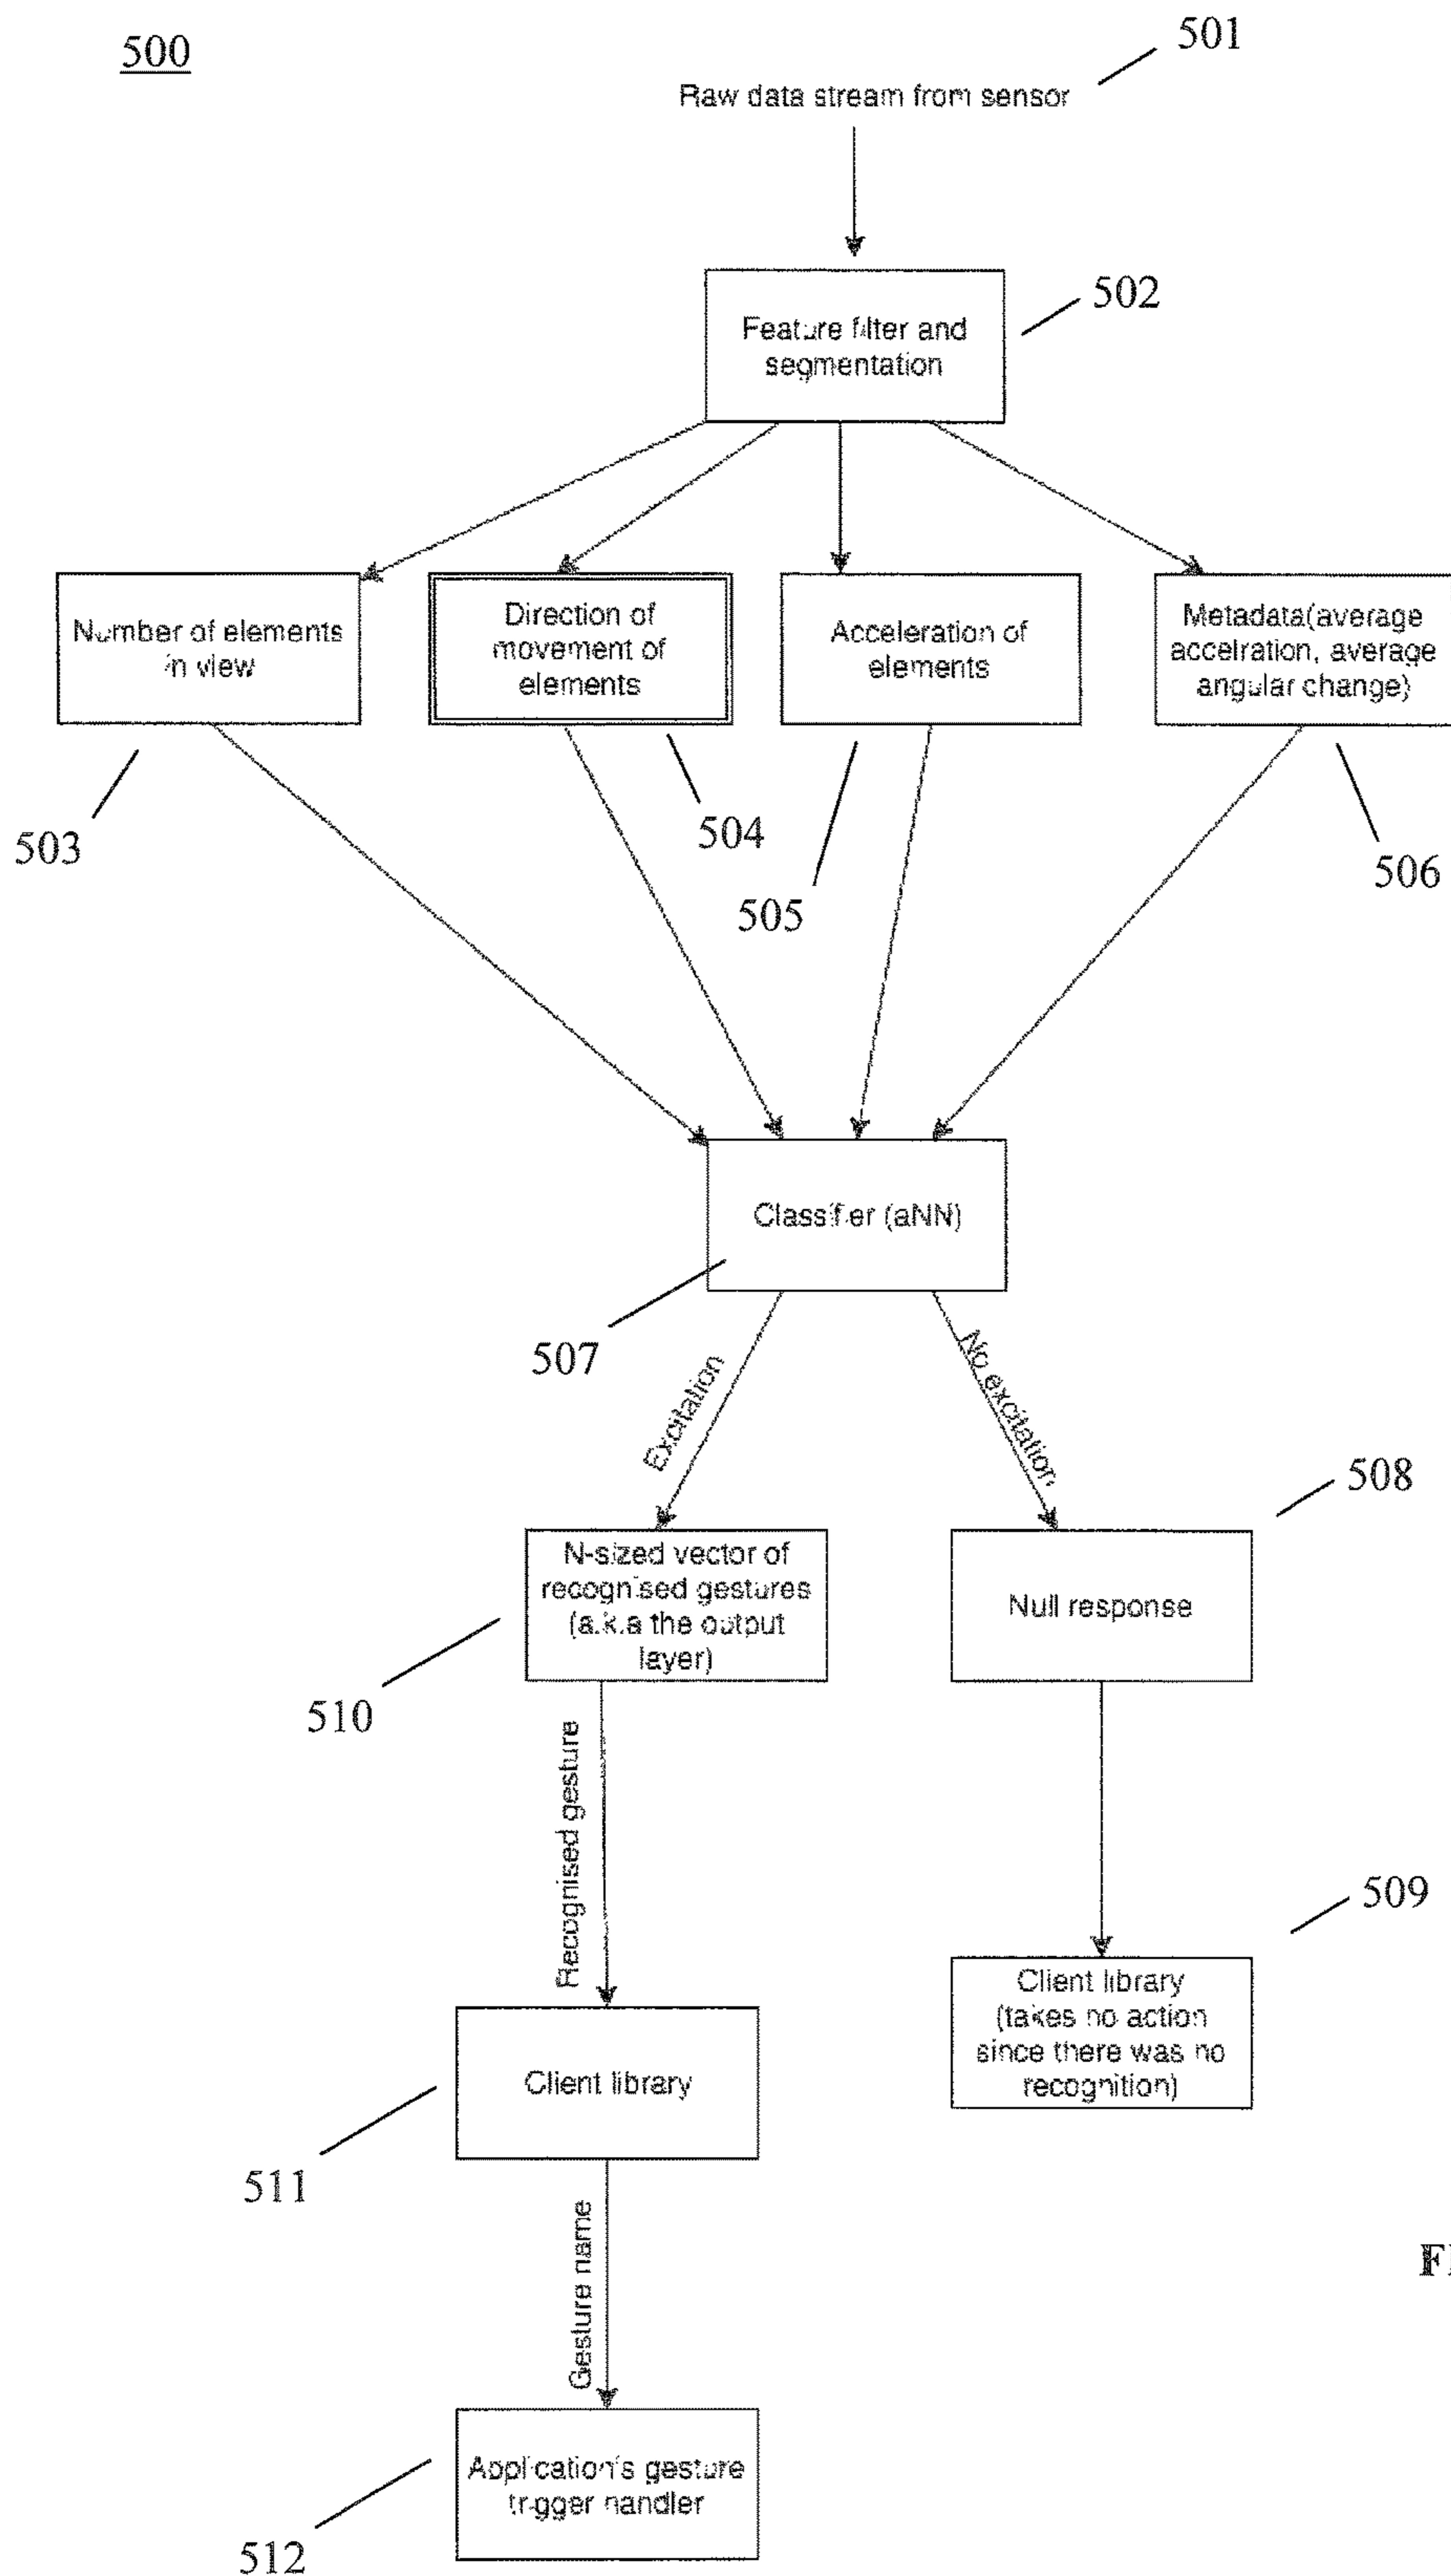 500
501
Raw data stream from sensor
502
Feature filter and
segmentation
Number of elements
in view
Direction of
movement of
elements
Acceleration of
elements
Metadata(average
accelration, average
angular change)
503
504
505
506
Classifier (aNN)
507
Excitation
No excitation
508
N-sized vector of
recognised gestures
(a.k.a the output
layer)
Null response
510
Recognised gesture
509
Client library
(takes no action
since there was no
recognition)
Client library
511
Gesture name
Application's gesture
trigger handler
512